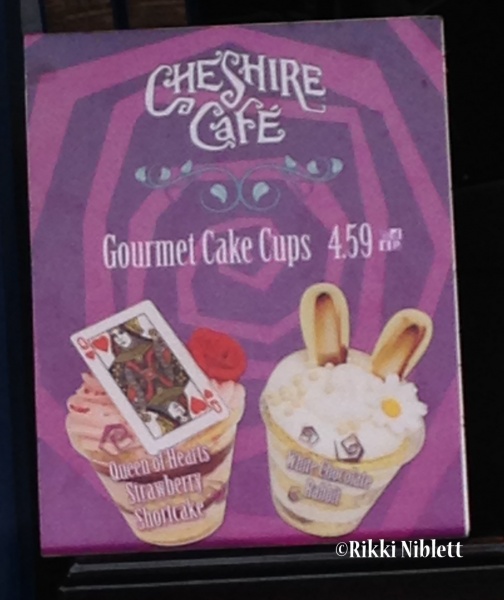 CHESHIRE
Café
Gourmet Cake Cups 4.59
Q
Queen of Hearts
Strawberry
Shortcake
White Chocolate
Rabbit
©Rikki Niblett